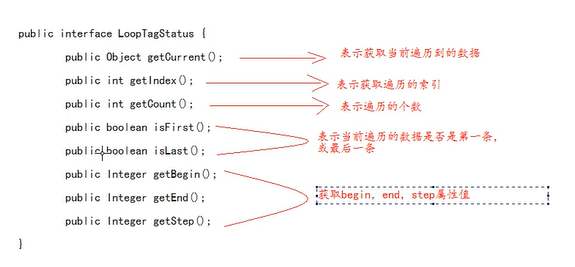 public interface LoopTagStatus {
public Object getCurrent(); 表示获取当前遍历到的数据
public int getIndex(); 表示获取遍历的索引
public int getCount(); 表示遍历的个数
public boolean isFirst();
表示当前遍历的数据是否是第一条,
或最后一条
public boolean isLast();
public Integer getBegin();
获取begin, end, step属性值
public Integer getEnd();
public Integer getStep();
}